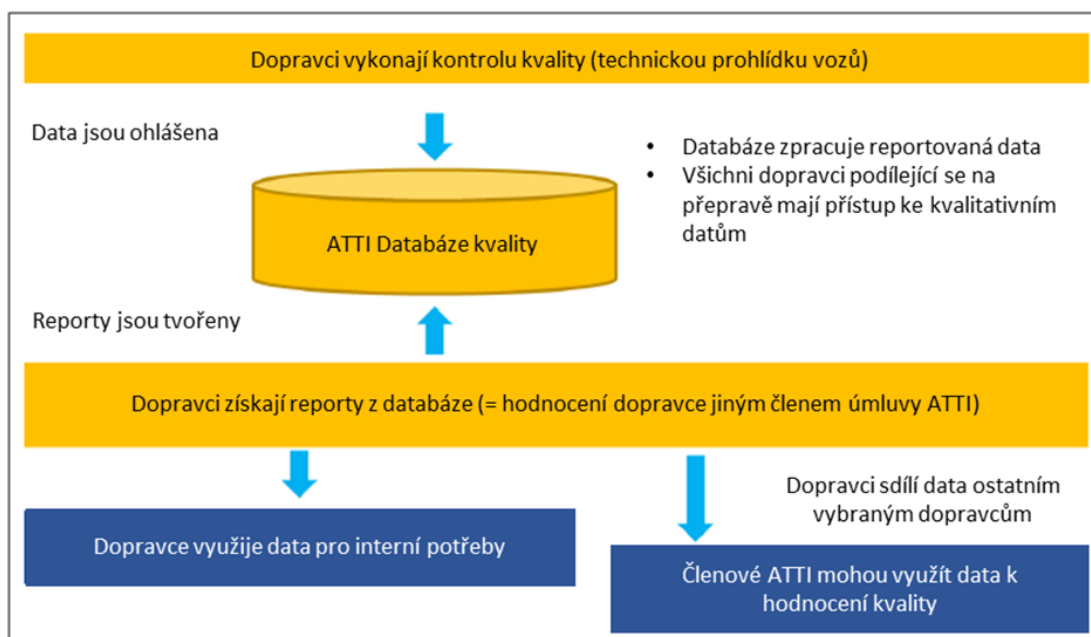 Dopravci vykonají kontrolu kvality (technickou prohlídku vozů)
Data jsou ohlášena
• Databáze zpracuje reportovaná data
• Všichni dopravci podílející se na
přepravě mají přístup ke kvalitativním
datům
ATTI Databáze kvality
Reporty jsou tvořeny
Dopravci získají reporty z databáze (= hodnocení dopravce jiným členem úmluvy ATTI)
Dopravci sdílí data ostatním
vybraným dopravcům
Dopravce využije data pro interní potřeby
Členové ATTI mohou využít data k
hodnocení kvality